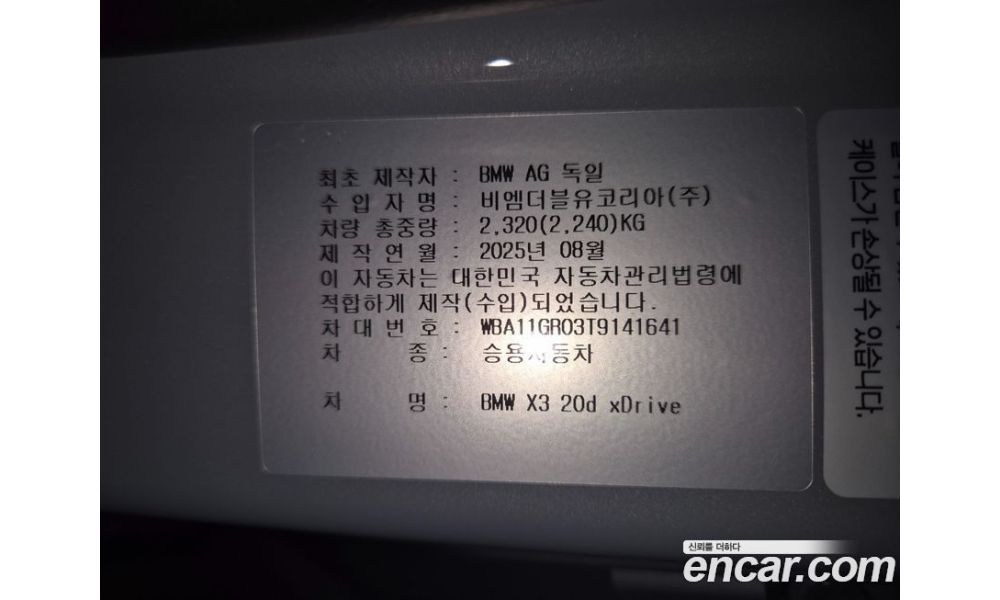 최초 제작자 : BMW AG 독일
수 입 자 명 : 비엠더블유코리아(주)
차량 총중량 : 2,320(2,240)KG
제 작 연 월 : 2025년 08월
이 자동차는 대한민국 자동차관리법령에
적합하게 제작(수입)되었습니다.
차 대 번 호 : WBA11GR03T9141641
차 종 : 승용자동차
차 명 : BMW X3 20d xDrive
케이스가 손상될 수 있습니다.
신뢰를 더하다
encar.com